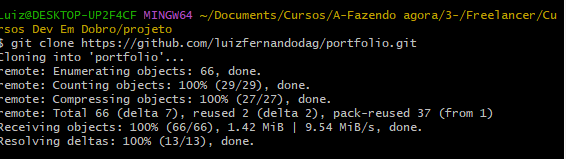 Luiz@DESKTOP-UP2F4CF MINGW64 ~/Documents/Cursos/A-Fazendo agora/3-/Freelancer/Cu
rsos Dev Em Dobro/projeto
$ git clone https://github.com/luizfernandodag/portfolio.git
Cloning into 'portfolio'...
remote: Enumerating objects: 66, done.
remote: Counting objects: 100% (29/29), done.
remote: Compressing objects: 100% (27/27), done.
remote: Total 66 (delta 7), reused 2 (delta 2), pack-reused 37 (from 1)
Receiving objects: 100% (66/66), 1.42 MiB | 9.54 MiB/s, done.
Resolving deltas: 100% (13/13), done.